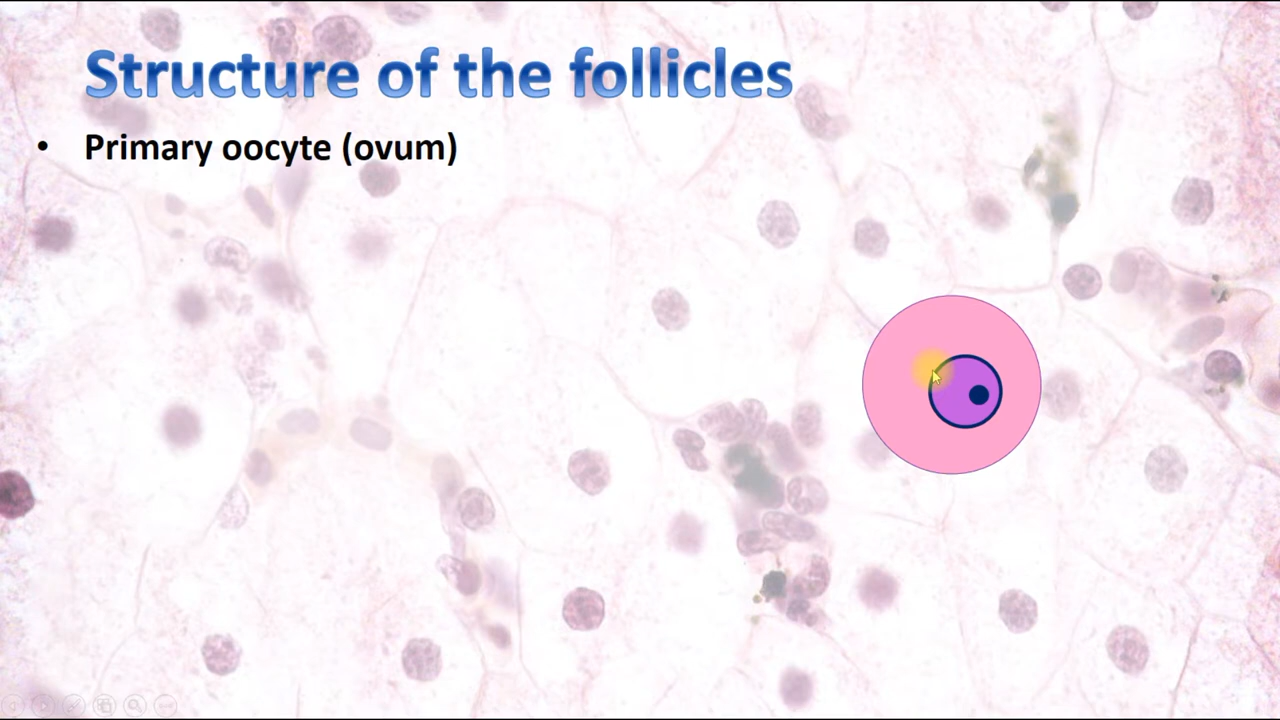 Structure of the follicles
• Primary oocyte (ovum)